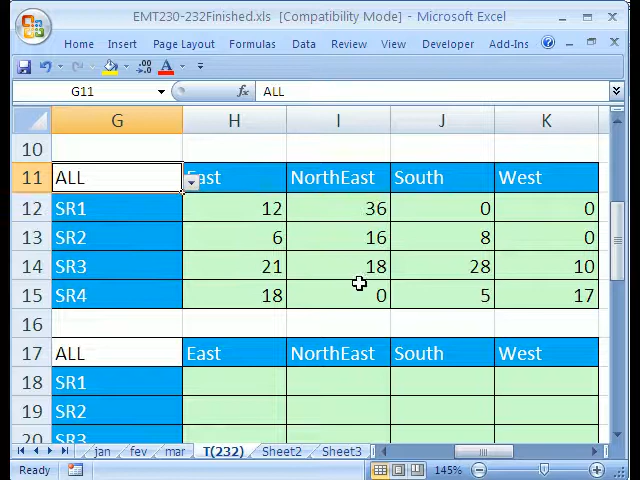 EMT230-232Finished.xls [Compatibility Mode] - Microsoft Excel
Home Insert Page Layout Formulas Data Review View Developer Add-Ins
G11 fx ALL
G H I J K
10
11 ALL East NorthEast South West
12 SR1 12 36 0 0
13 SR2 6 16 8 0
14 SR3 21 18 28 10
15 SR4 18 0 5 17
16
17 ALL East NorthEast South West
18 SR1
19 SR2
20 SR3
jan fev mar T(232) Sheet2 Sheet3
Ready 145%